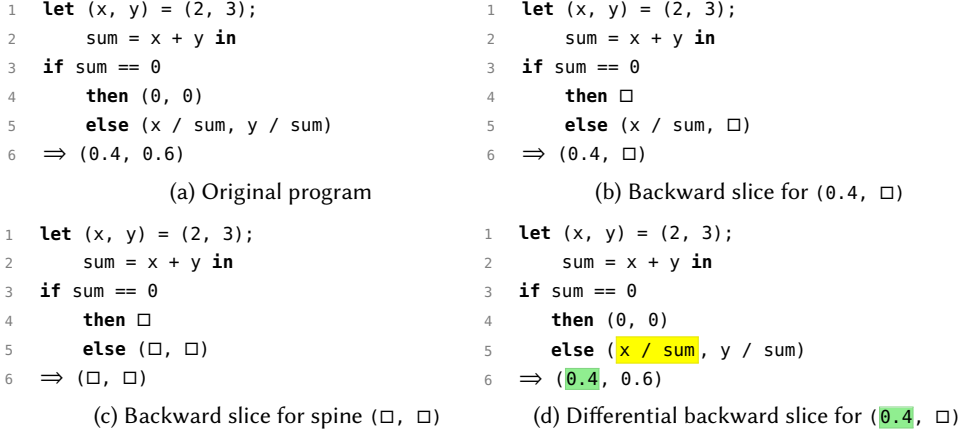 1 let (x, y) = (2, 3);
2 sum = x + y in
3 if sum == 0
4 then (0, 0)
5 else (x / sum, y / sum)
6 ⟹ (0.4, 0.6)
(a) Original program
1 let (x, y) = (2, 3);
2 sum = x + y in
3 if sum == 0
4 then □
5 else (x / sum, □)
6 ⟹ (0.4, □)
(b) Backward slice for (0.4, □)
1 let (x, y) = (2, 3);
2 sum = x + y in
3 if sum == 0
4 then □
5 else (□, □)
6 ⟹ (□, □)
(c) Backward slice for spine (□, □)
1 let (x, y) = (2, 3);
2 sum = x + y in
3 if sum == 0
4 then (0, 0)
5 else (x / sum, y / sum)
6 ⟹ (0.4, 0.6)
(d) Differential backward slice for (0.4, □)